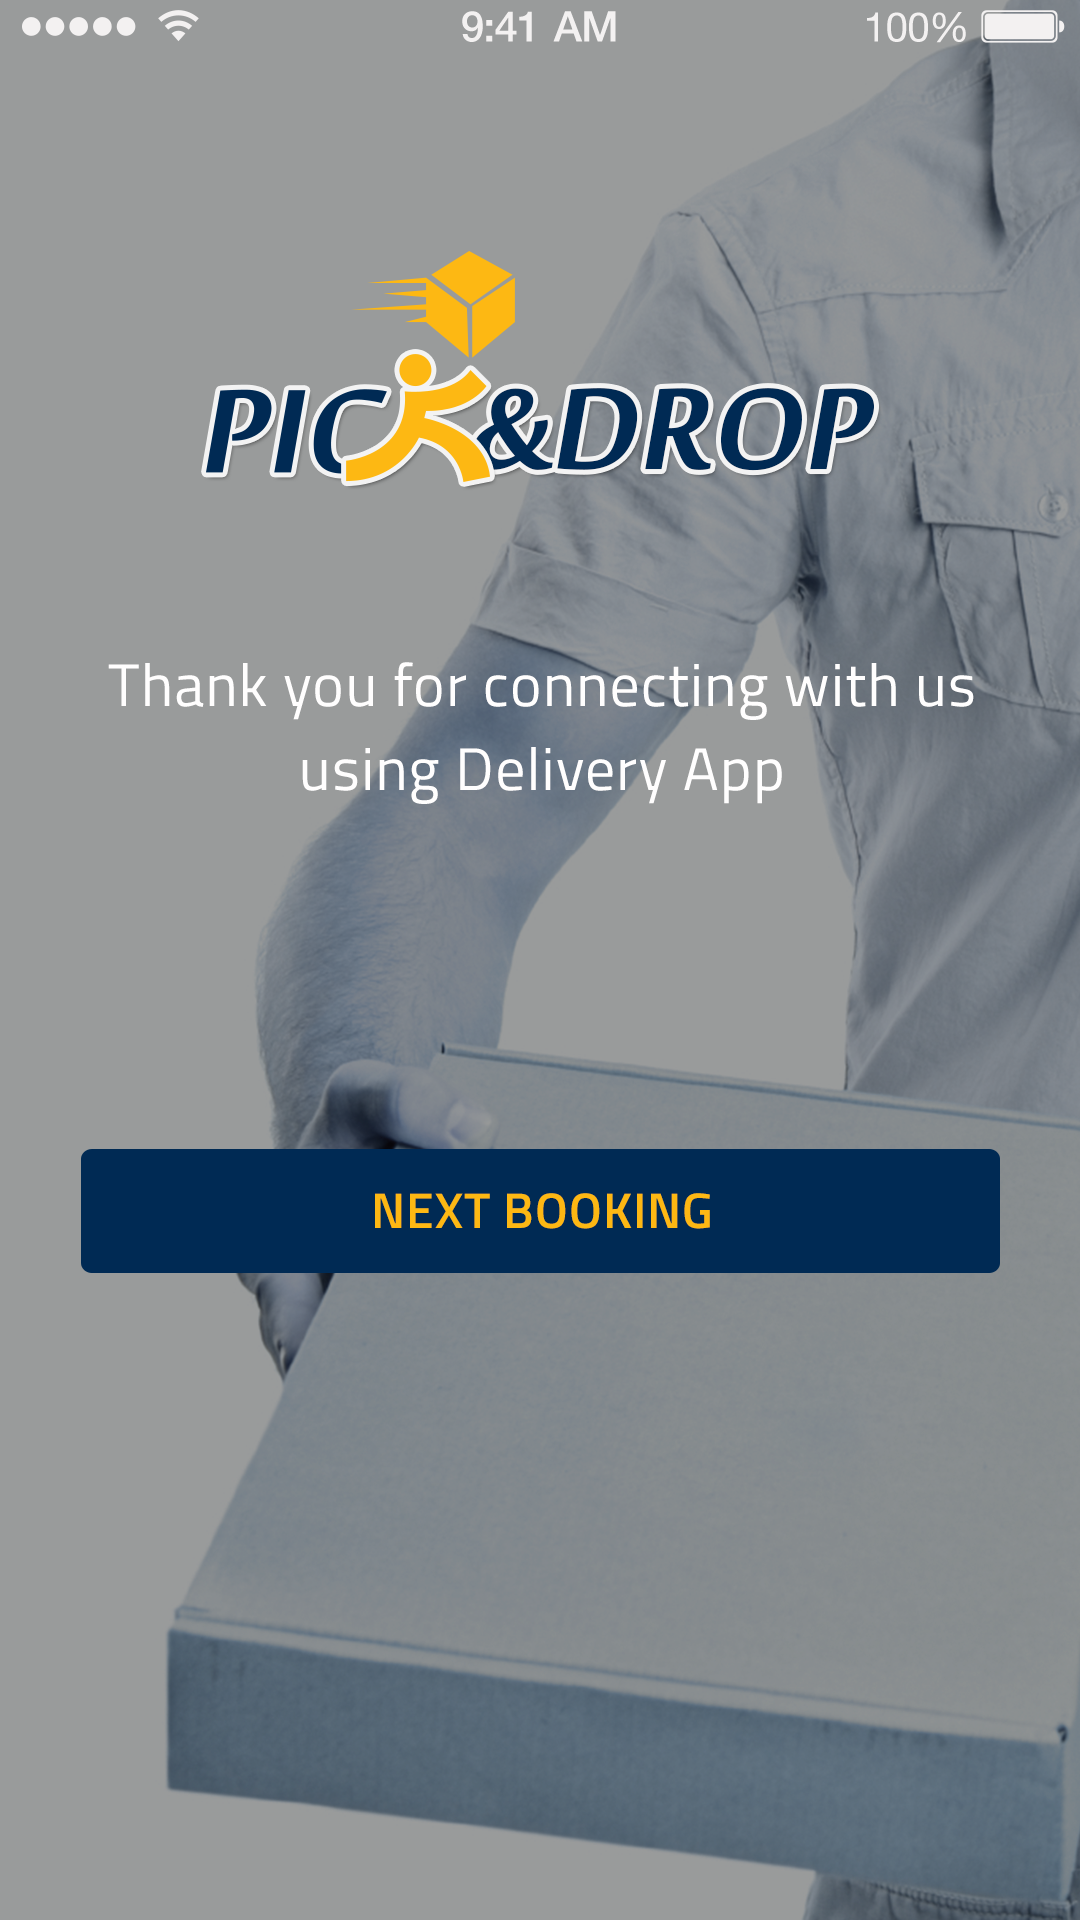 9:41 AM
100%
PICK&DROP
Thank you for connecting with us
using Delivery App
NEXT BOOKING